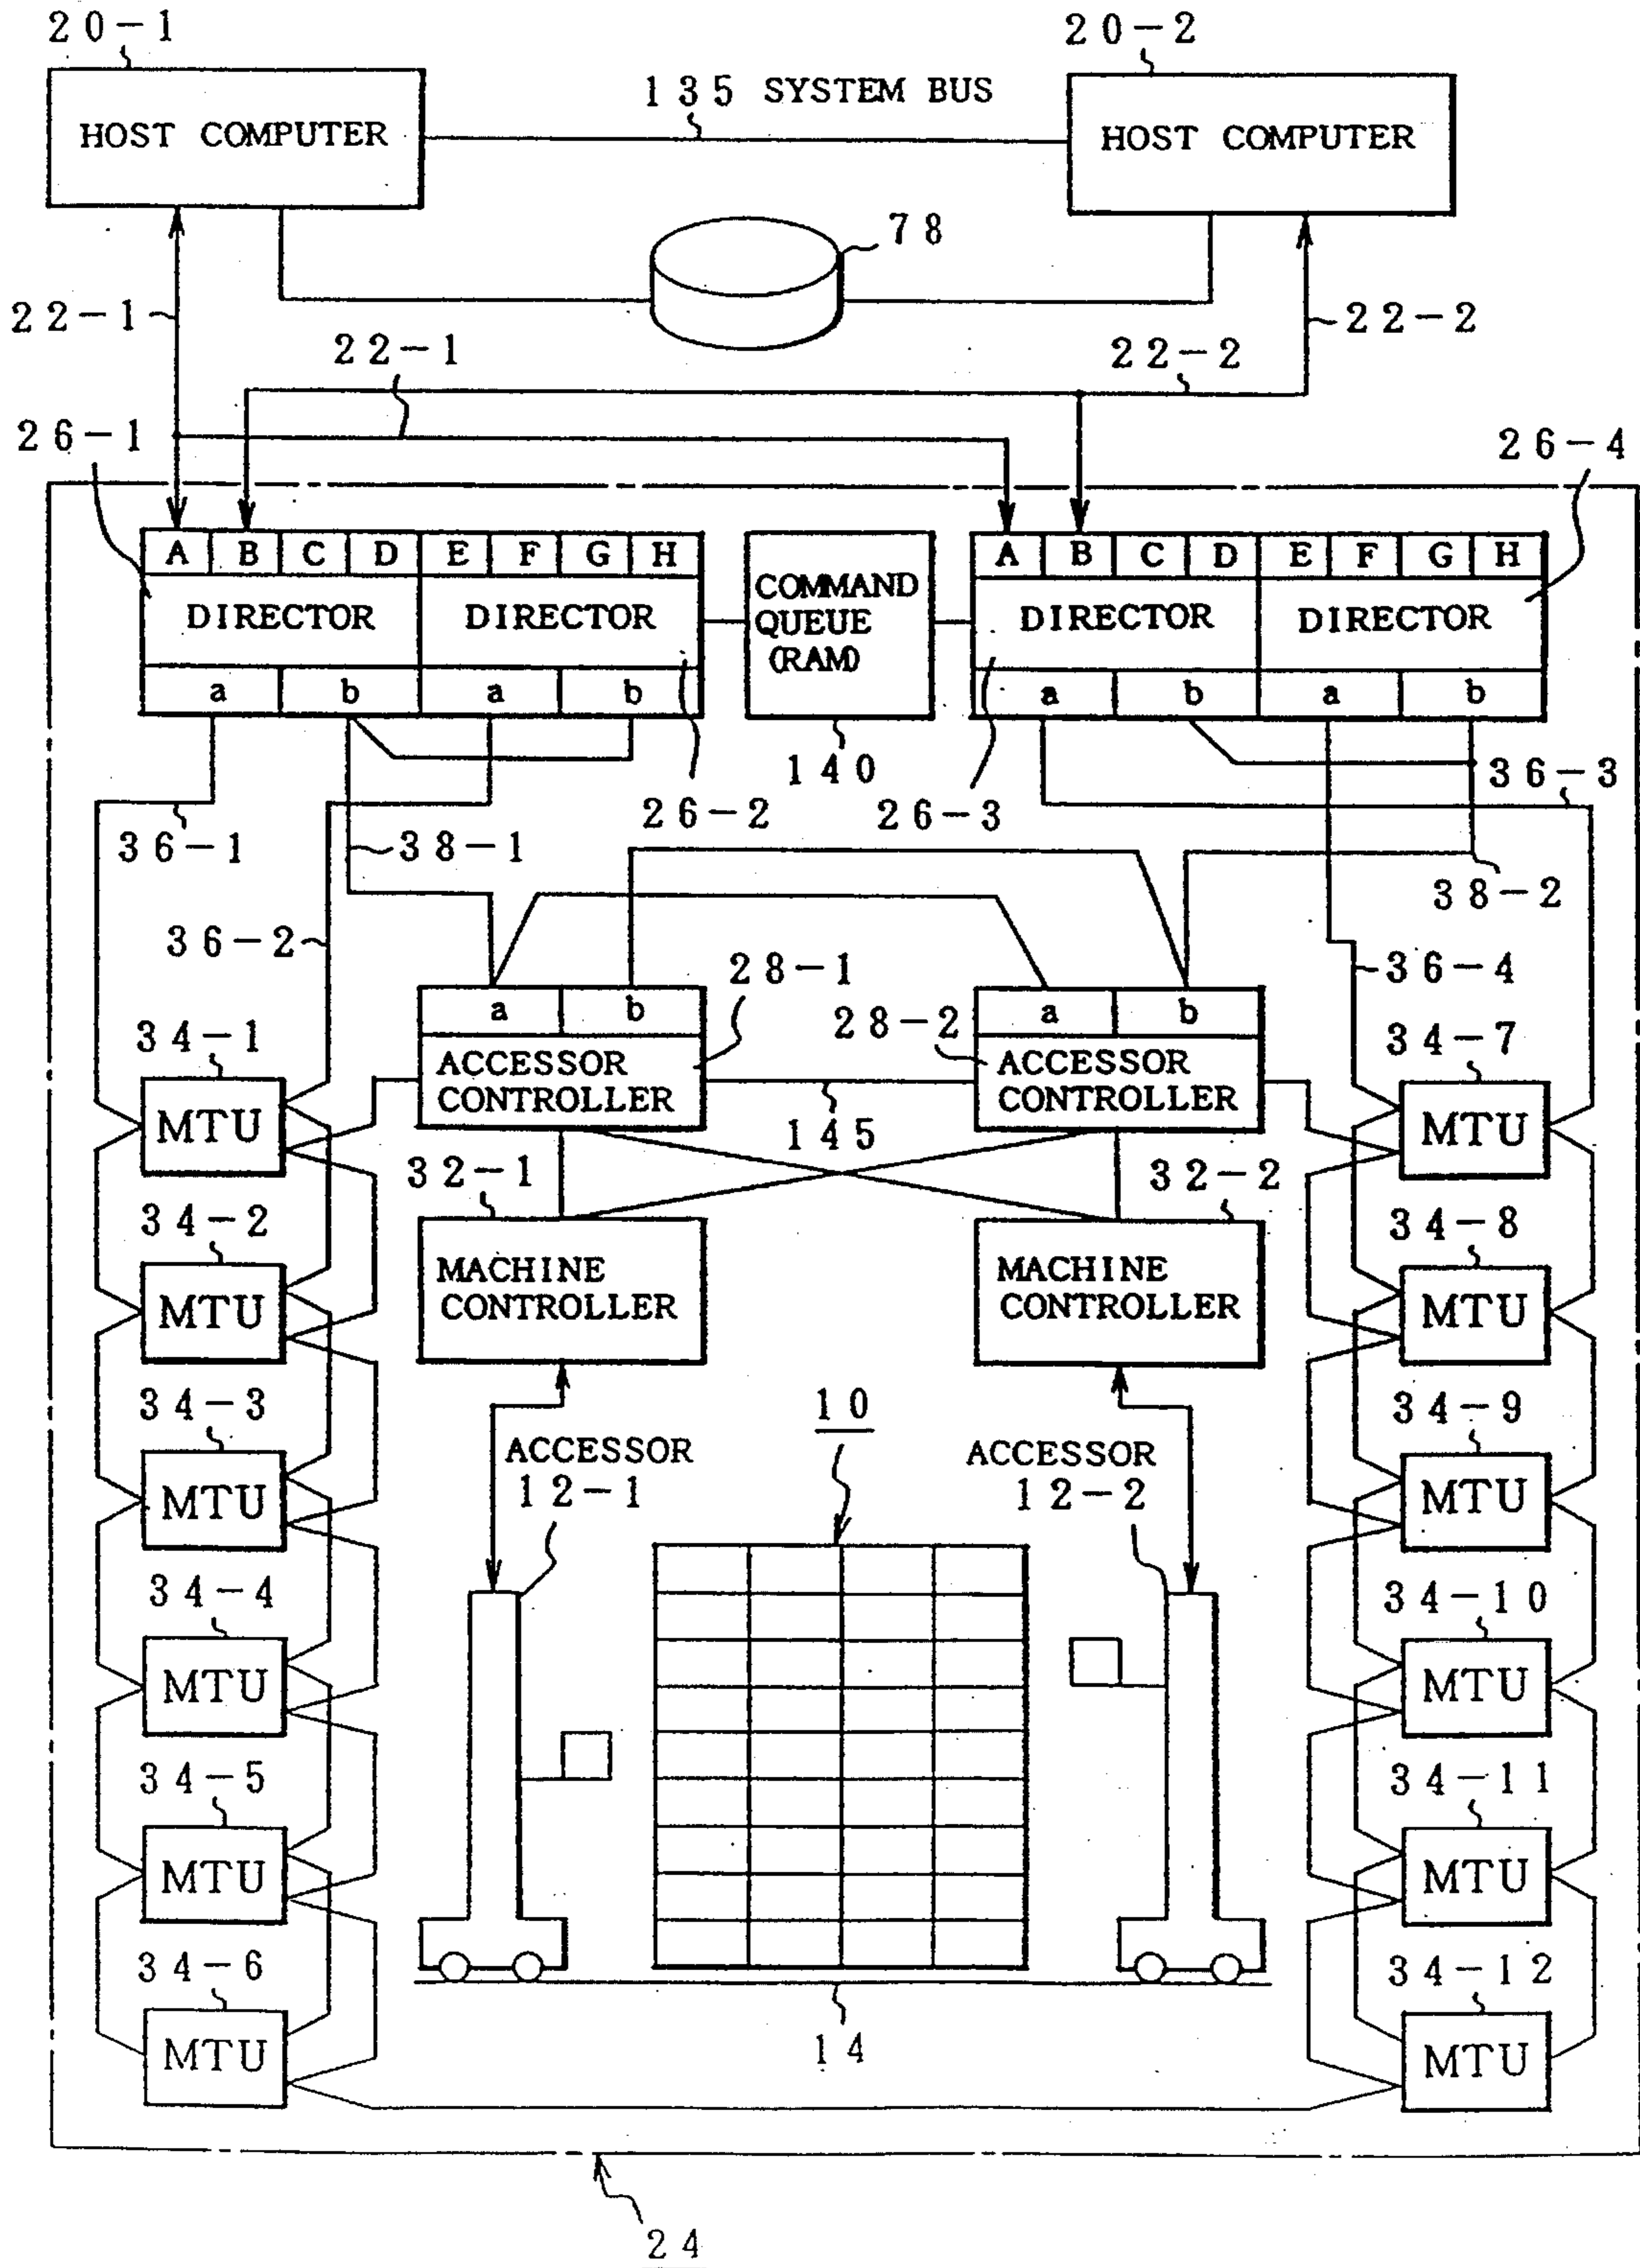 20-1
20-2
135 SYSTEM BUS
HOST COMPUTER
HOST COMPUTER
78
22-1
22-2
22-1
22-2
26-1
26-4
A B C D E F G H
A B C D E F G H
COMMAND
QUEUE
(RAM)
DIRECTOR
DIRECTOR
DIRECTOR
DIRECTOR
a b a b
a b a b
140
36-3
26-2
26-3
36-1
38-1
38-2
36-2
36-4
28-1
28-2
a b
a b
ACCESSOR
CONTROLLER
ACCESSOR
CONTROLLER
145
34-1
MTU
34-7
MTU
32-1
32-2
34-2
MTU
34-8
MTU
MACHINE
CONTROLLER
MACHINE
CONTROLLER
34-3
MTU
34-9
MTU
10
ACCESSOR
12-1
ACCESSOR
12-2
34-4
MTU
34-10
MTU
34-5
MTU
34-11
MTU
34-6
MTU
34-12
MTU
14
24